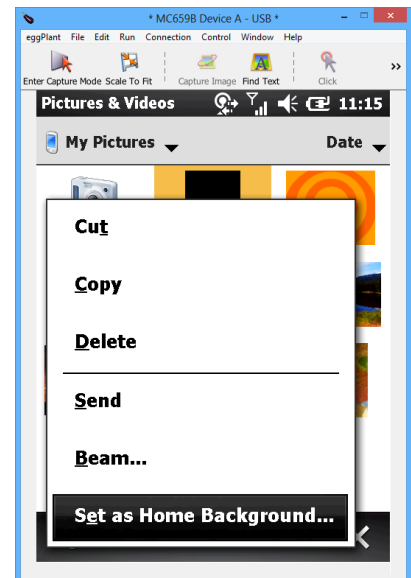 * MC659B Device A - USB *
eggPlant File Edit Run Connection Control Window Help
Enter Capture Mode Scale To Fit Capture Image Find Text Click
Pictures & Videos 11:15
My Pictures Date
Cut
Copy
Delete
Send
Beam...
Set as Home Background...